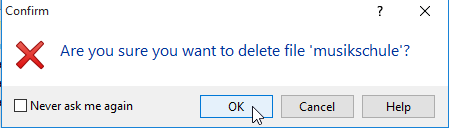 Confirm
Are you sure you want to delete file 'musikschule'?
Never ask me again
OK
Cancel
Help